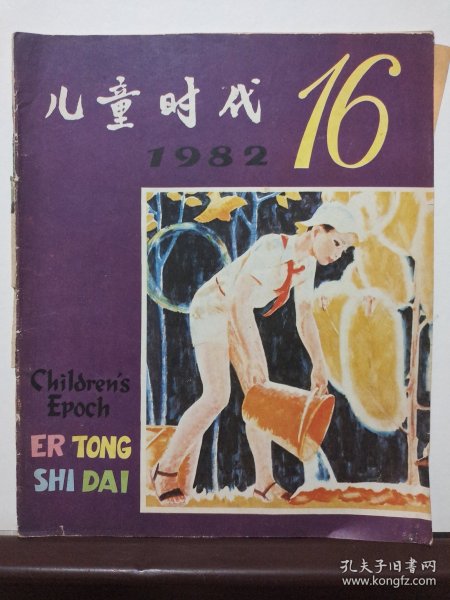 儿童时代
16
1982
Children's
Epoch
ER TONG
SHI DAI
孔夫子旧书网
www.kongfz.com